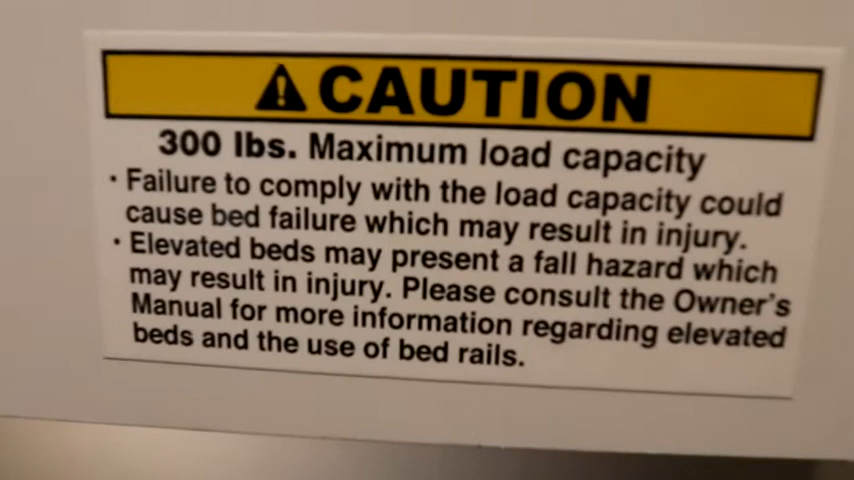 CAUTION
300 lbs. Maximum load capacity
· Failure to comply with the load capacity could
cause bed failure which may result in injury.
· Elevated beds may present a fall hazard which
may result in injury. Please consult the Owner's
Manual for more information regarding elevated
beds and the use of bed rails.